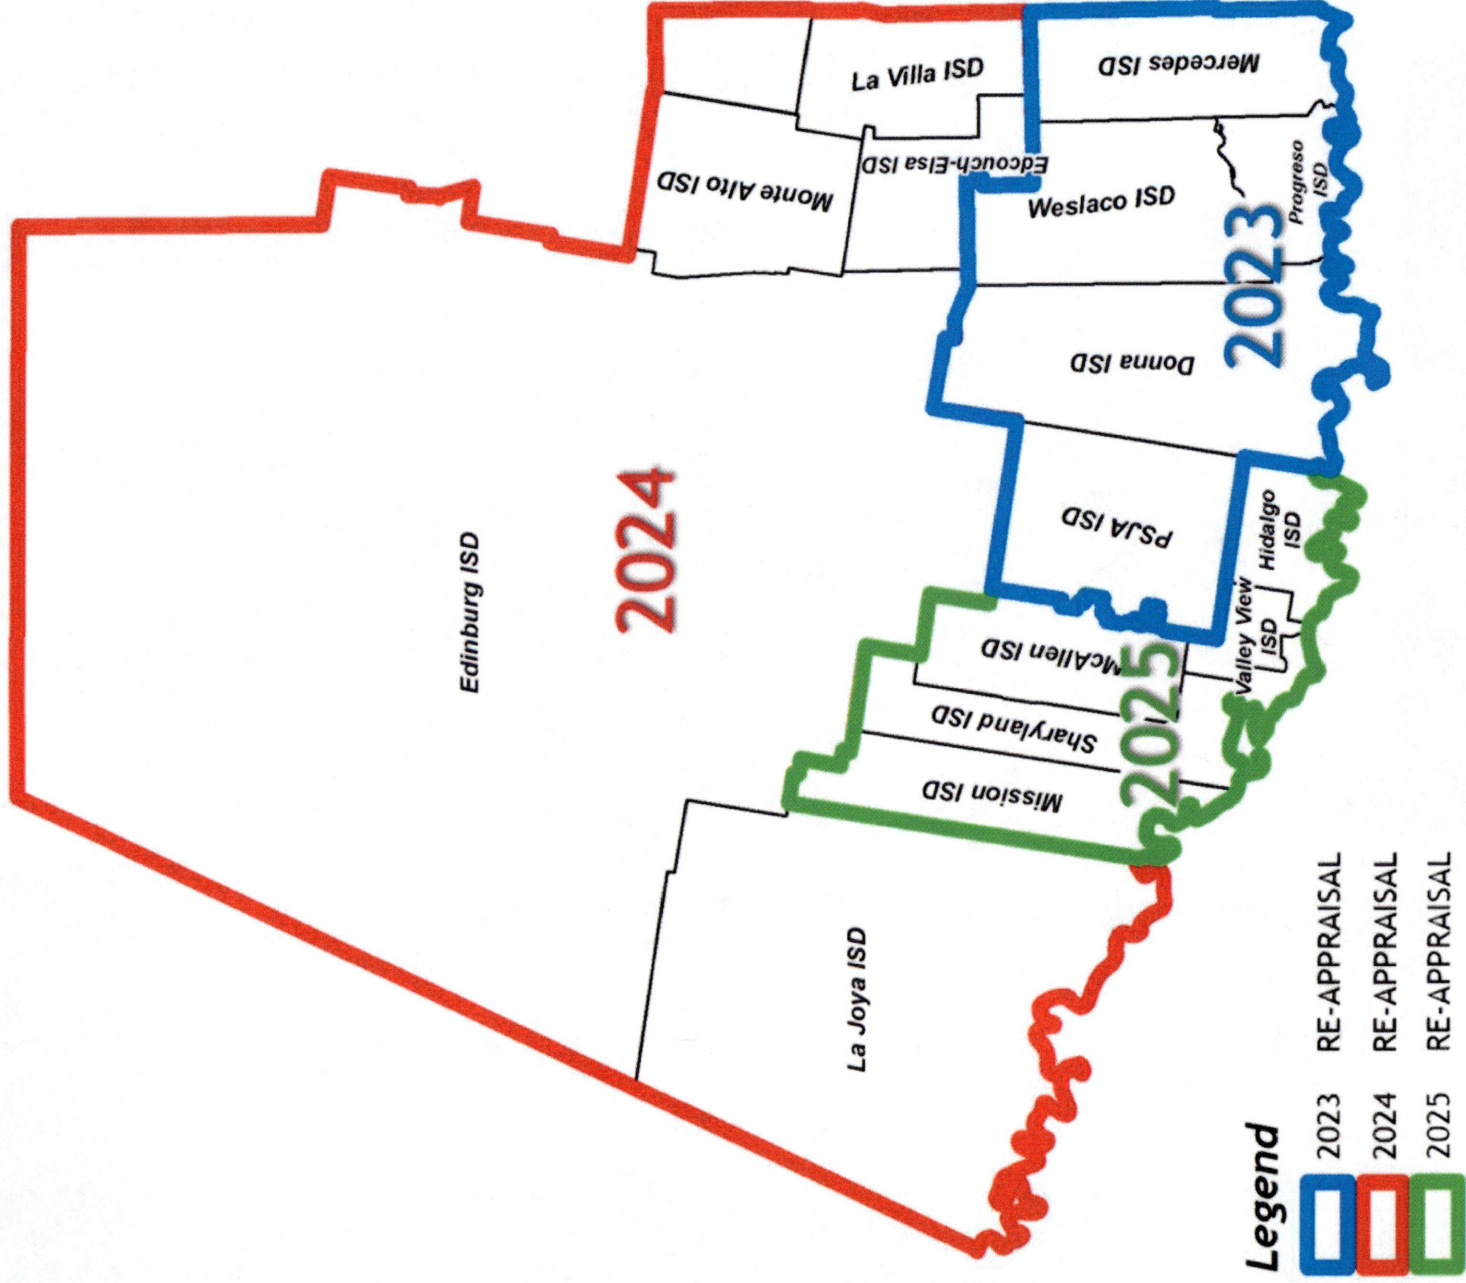 Edinburg ISD
2024
La Villa ISD
Mercedes ISD
Monte Alto ISD
Edcouch-Elsa ISD
Weslaco ISD
Progreso
ISD
2023
Donna ISD
PSJA ISD
Hidalgo
ISD
Valley View
ISD
McAllen ISD
2025
Sharyland ISD
Mission ISD
La Joya ISD
Legend
2023 RE-APPRAISAL
2024 RE-APPRAISAL
2025 RE-APPRAISAL